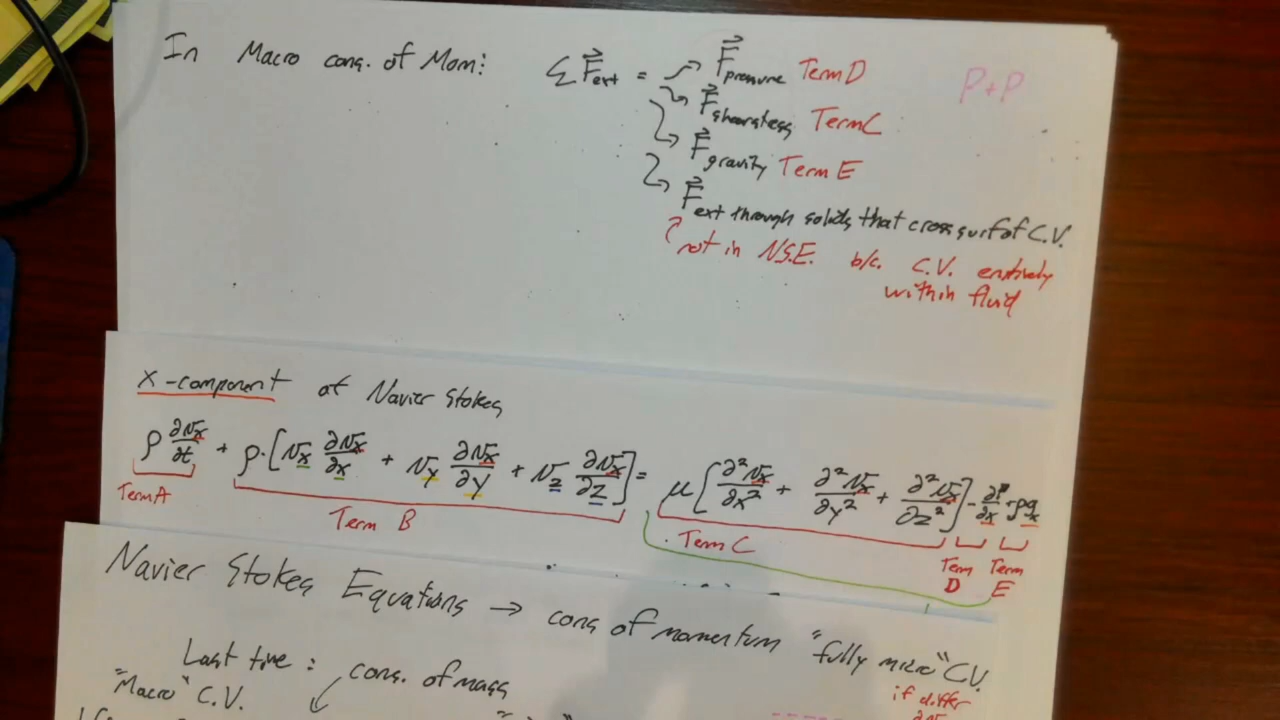 In Macro cons. of Mom: Σ F⃗ext = F⃗pressure Term D P+P
F⃗shearstress Term C
F⃗gravity Term E
F⃗ext through solids that cross surf of C.V.
not in N.S.E. b/c. C.V. entirely
within fluid
x-component of Navier Stokes
ρ ∂vx/∂t + ρ·[vx ∂vx/∂x + vy ∂vx/∂y + vz ∂vx/∂z] = μ[∂²vx/∂x² + ∂²vx/∂y² + ∂²vx/∂z²] - ∂P/∂x - ρgx
Term A Term B Term C Term D Term E
Navier Stokes Equations → cons of momentum "fully micro" C.V.
Last time: cons. of mass
"Macro" C.V.
if differ